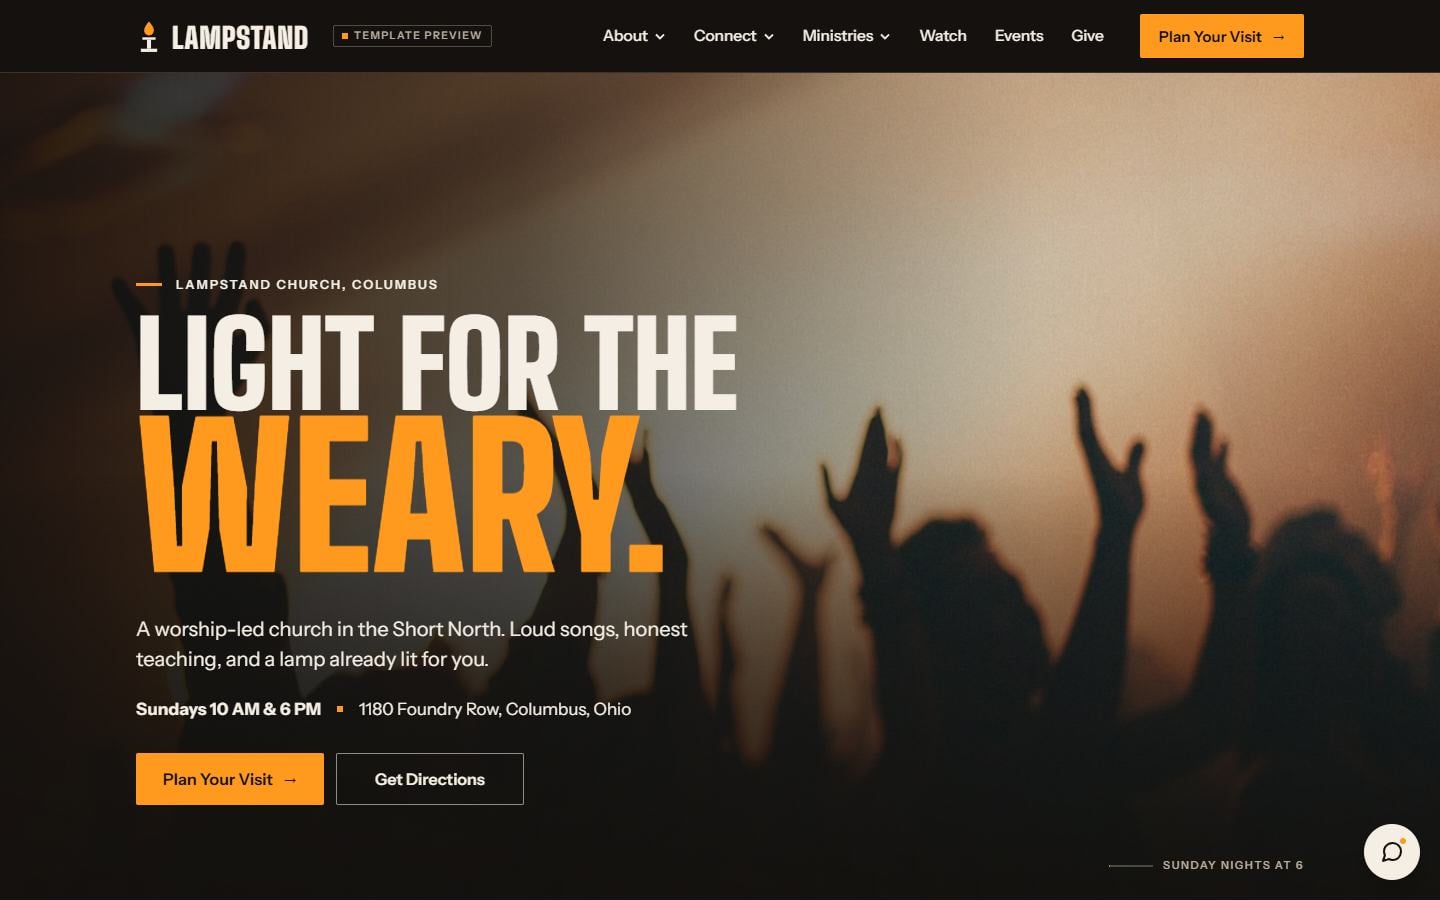 LAMPSTAND
TEMPLATE PREVIEW
About
Connect
Ministries
Watch
Events
Give
Plan Your Visit →
LAMPSTAND CHURCH, COLUMBUS
LIGHT FOR THE
WEARY.
A worship-led church in the Short North. Loud songs, honest
teaching, and a lamp already lit for you.
Sundays 10 AM & 6 PM
1180 Foundry Row, Columbus, Ohio
Plan Your Visit →
Get Directions
SUNDAY NIGHTS AT 6